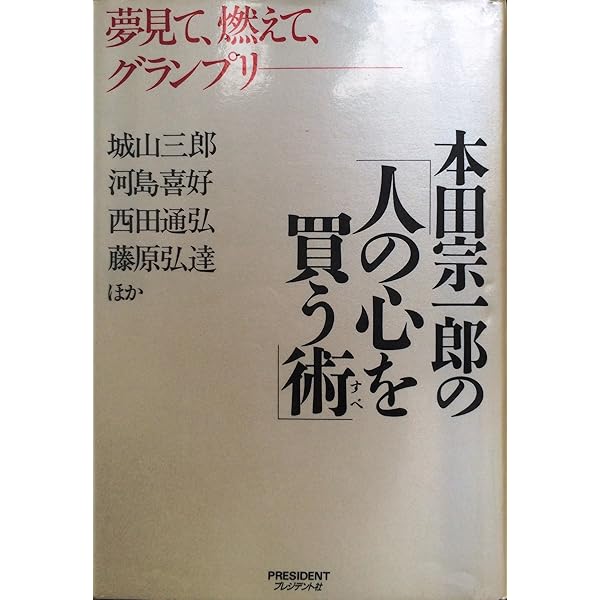 夢見て、燃えて、
グランプリ──
本田宗一郎の
「人の心を
買う術」
すべ
城山三郎
河島喜好
西田通弘
藤原弘達
ほか
PRESIDENT
プレジデント社